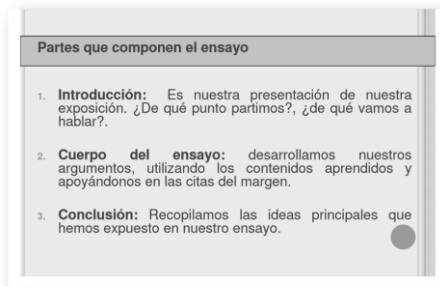 Partes que componen el ensayo
1. Introducción: Es nuestra presentación de nuestra
exposición. ¿De qué punto partimos?, ¿de qué vamos a
hablar?.
2. Cuerpo del ensayo: desarrollamos nuestros
argumentos, utilizando los contenidos aprendidos y
apoyándonos en las citas del margen.
3. Conclusión: Recopilamos las ideas principales que
hemos expuesto en nuestro ensayo.